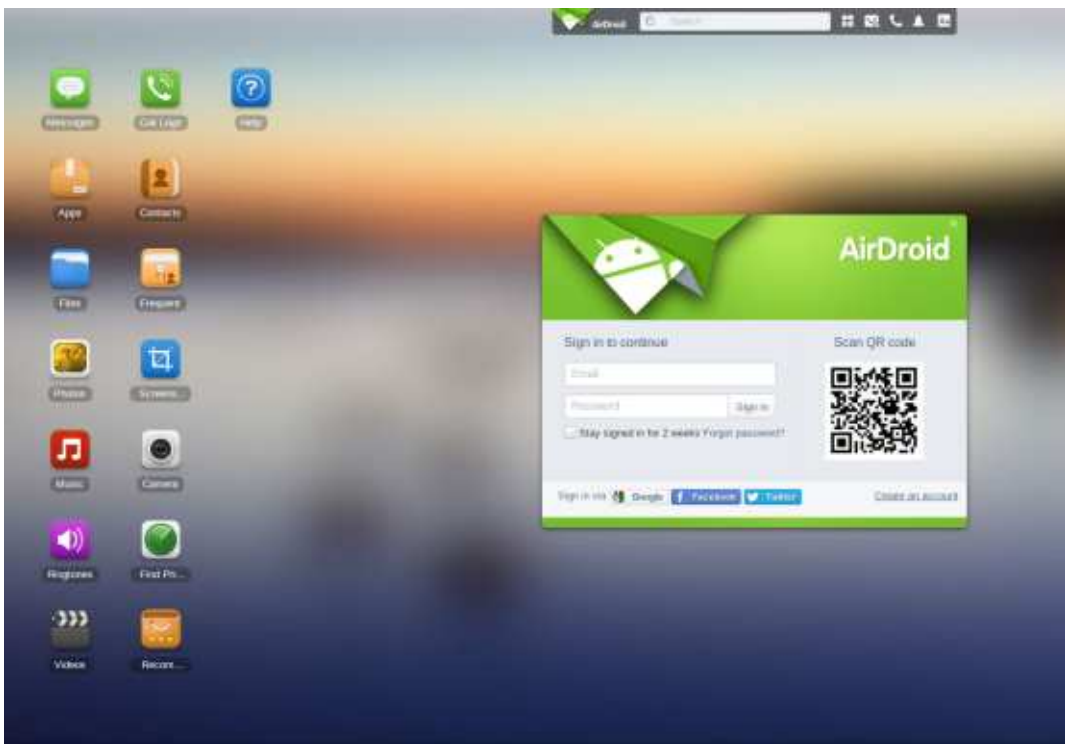 AirDroid
Search
Messages
Call Logs
Help
Apps
Contacts
Files
Frequent
Photos
Screens...
Music
Camera
Ringtones
Find Ph...
Videos
Recom...
AirDroid
Sign in to continue
Scan QR code
Email
Password
Sign in
Stay signed in for 2 weeks Forgot password?
Sign in via Google Facebook Twitter
Create an account